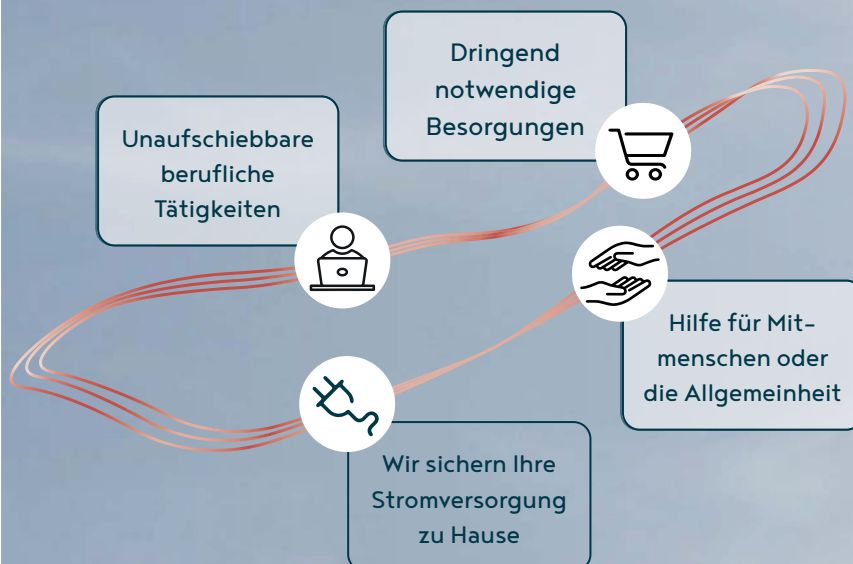 Dringend
notwendige
Besorgungen
Unaufschiebbare
berufliche
Tätigkeiten
Hilfe für Mit-
menschen oder
die Allgemeinheit
Wir sichern Ihre
Stromversorgung
zu Hause